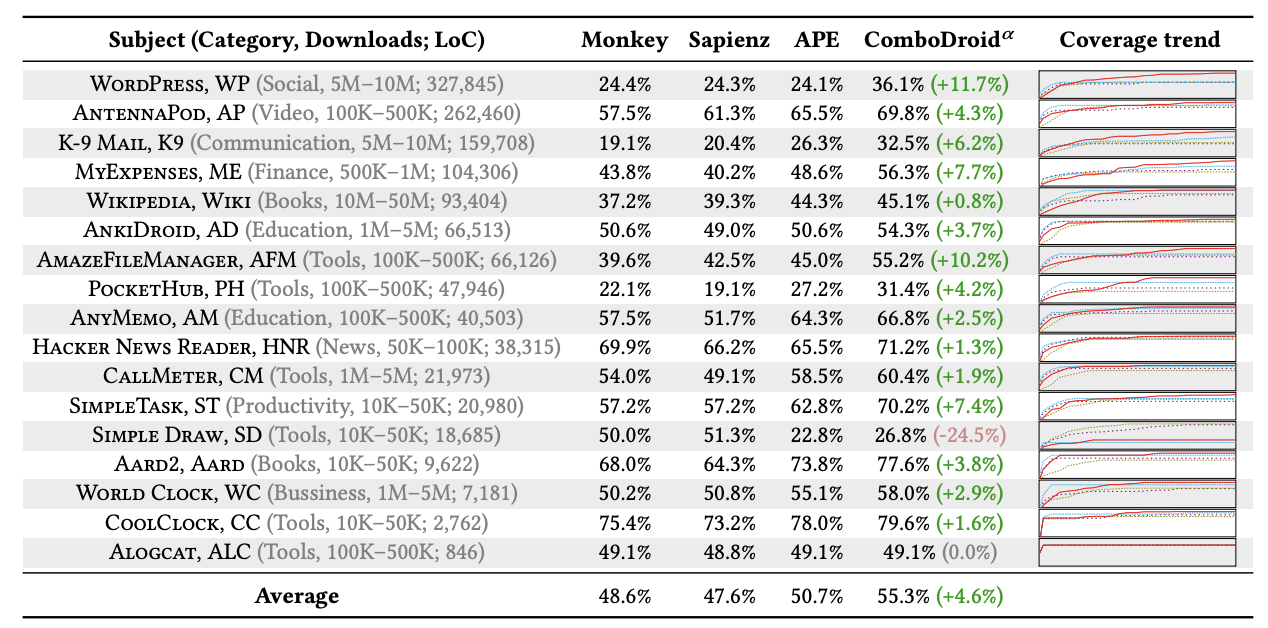 Subject (Category, Downloads; LoC) Monkey Sapienz APE ComboDroidα Coverage trend
WordPress, WP (Social, 5M–10M; 327,845) 24.4% 24.3% 24.1% 36.1% (+11.7%)
AntennaPod, AP (Video, 100K–500K; 262,460) 57.5% 61.3% 65.5% 69.8% (+4.3%)
K-9 Mail, K9 (Communication, 5M–10M; 159,708) 19.1% 20.4% 26.3% 32.5% (+6.2%)
MyExpenses, ME (Finance, 500K–1M; 104,306) 43.8% 40.2% 48.6% 56.3% (+7.7%)
Wikipedia, Wiki (Books, 10M–50M; 93,404) 37.2% 39.3% 44.3% 45.1% (+0.8%)
AnkiDroid, AD (Education, 1M–5M; 66,513) 50.6% 49.0% 50.6% 54.3% (+3.7%)
AmazeFileManager, AFM (Tools, 100K–500K; 66,126) 39.6% 42.5% 45.0% 55.2% (+10.2%)
PocketHub, PH (Tools, 100K–500K; 47,946) 22.1% 19.1% 27.2% 31.4% (+4.2%)
AnyMemo, AM (Education, 100K–500K; 40,503) 57.5% 51.7% 64.3% 66.8% (+2.5%)
Hacker News Reader, HNR (News, 50K–100K; 38,315) 69.9% 66.2% 65.5% 71.2% (+1.3%)
CallMeter, CM (Tools, 1M–5M; 21,973) 54.0% 49.1% 58.5% 60.4% (+1.9%)
SimpleTask, ST (Productivity, 10K–50K; 20,980) 57.2% 57.2% 62.8% 70.2% (+7.4%)
Simple Draw, SD (Tools, 10K–50K; 18,685) 50.0% 51.3% 22.8% 26.8% (-24.5%)
Aard2, Aard (Books, 10K–50K; 9,622) 68.0% 64.3% 73.8% 77.6% (+3.8%)
World Clock, WC (Bussiness, 1M–5M; 7,181) 50.2% 50.8% 55.1% 58.0% (+2.9%)
CoolClock, CC (Tools, 10K–50K; 2,762) 75.4% 73.2% 78.0% 79.6% (+1.6%)
Alogcat, ALC (Tools, 100K–500K; 846) 49.1% 48.8% 49.1% 49.1% (0.0%)
Average 48.6% 47.6% 50.7% 55.3% (+4.6%)